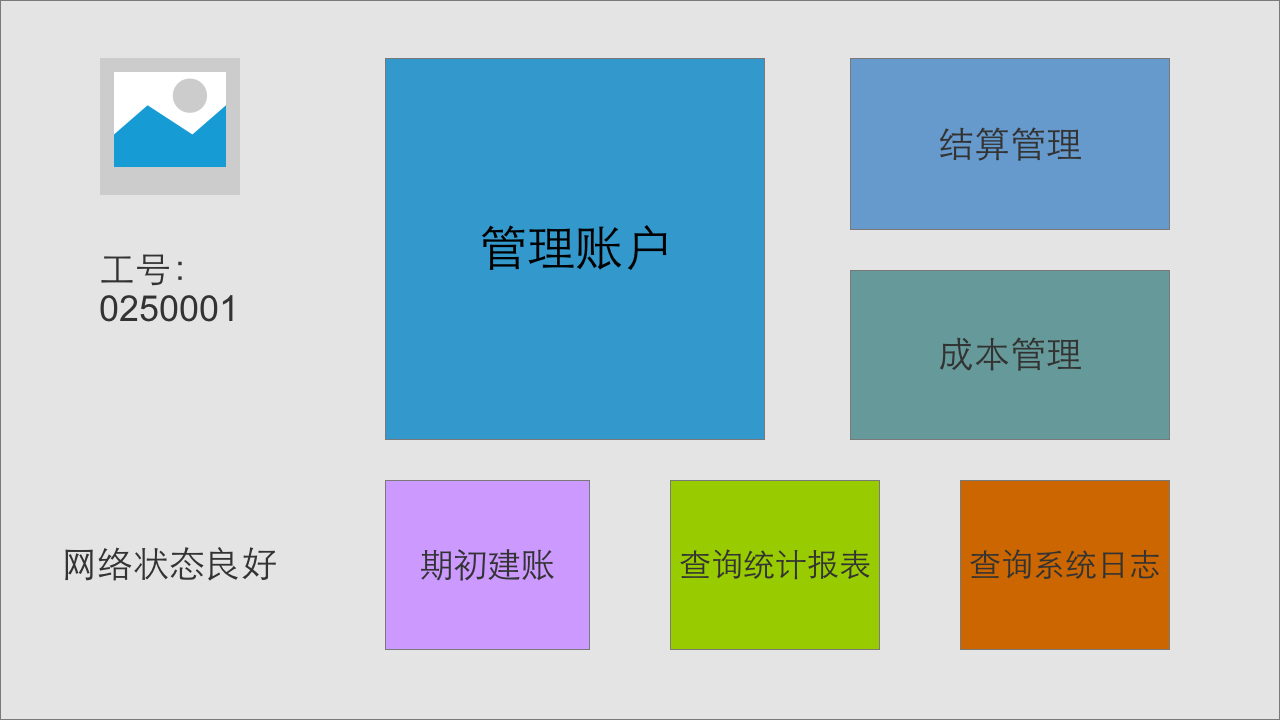 工号：
0250001
网络状态良好
管理账户
结算管理
成本管理
期初建账
查询统计报表
查询系统日志